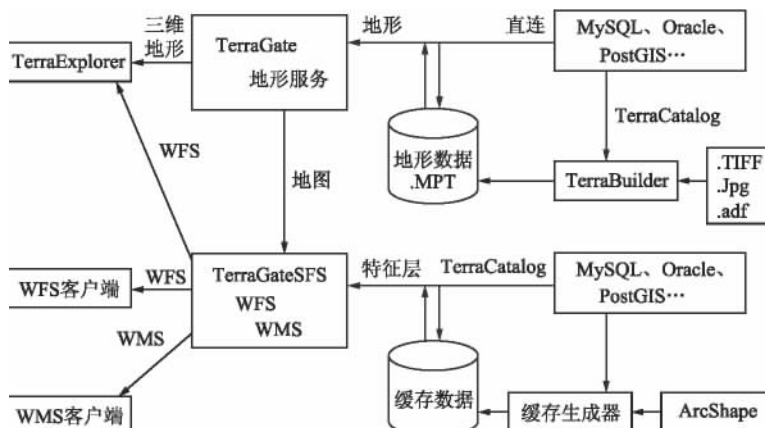 三维
地形
TerraExplorer
TerraGate
地形服务
地形
直连
MySQL、Oracle、
PostGIS…
TerraCatalog
地形数据
.MPT
TerraBuilder
.TIFF
.Jpg
.adf
WFS
地图
WFS客户端
WFS
TerraGateSFS
WFS
WMS
特征层
TerraCatalog
MySQL、Oracle、
PostGIS…
WMS
WMS客户端
缓存数据
缓存生成器
ArcShape